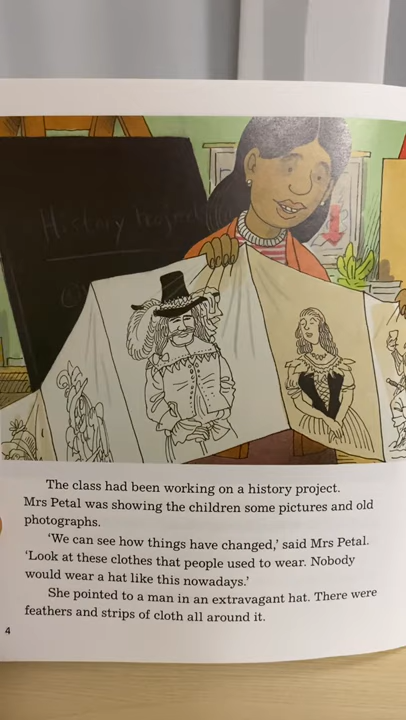 History project
The class had been working on a history project.
Mrs Petal was showing the children some pictures and old
photographs.
‘We can see how things have changed,’ said Mrs Petal.
‘Look at these clothes that people used to wear. Nobody
would wear a hat like this nowadays.’
She pointed to a man in an extravagant hat. There were
feathers and strips of cloth all around it.
4